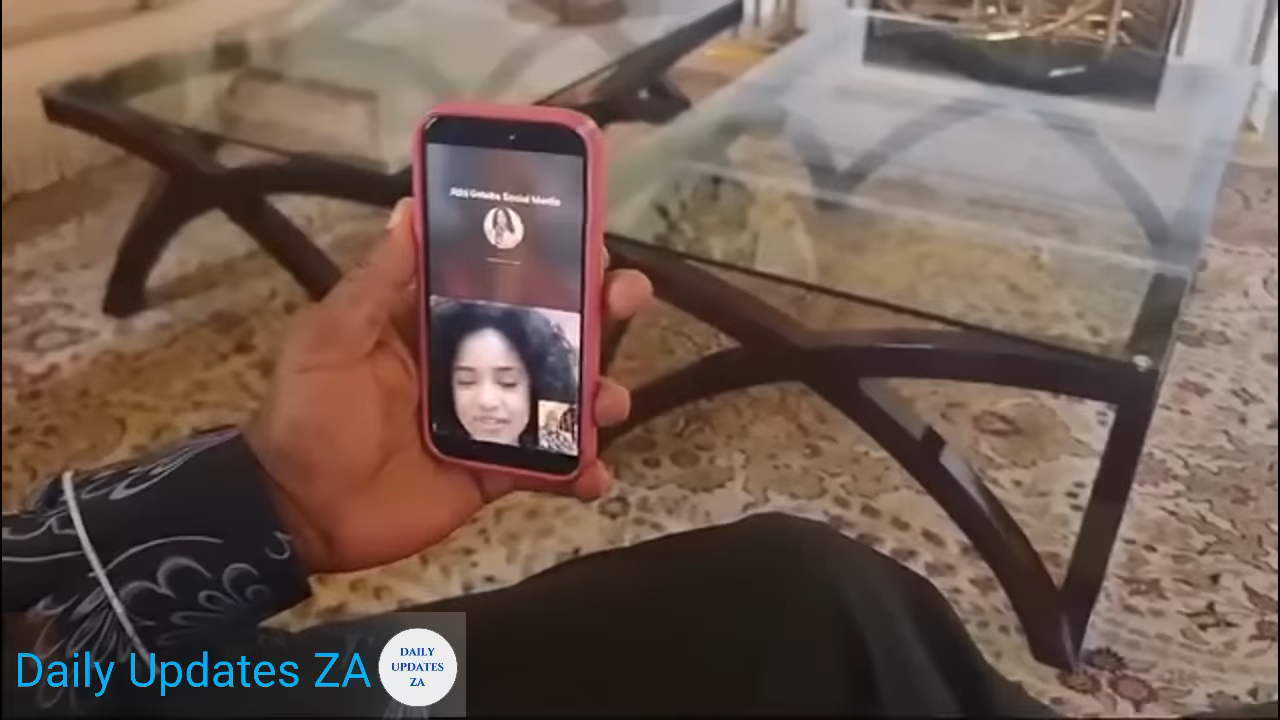 Social Media
Daily Updates ZA
DAILY
UPDATES
ZA